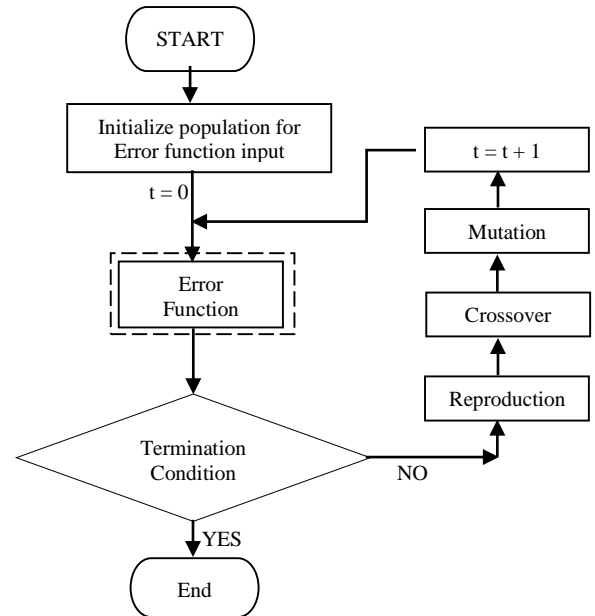 START
Initialize population for
Error function input
t = 0
Error
Function
Termination
Condition
YES
End
NO
Reproduction
Crossover
Mutation
t = t + 1